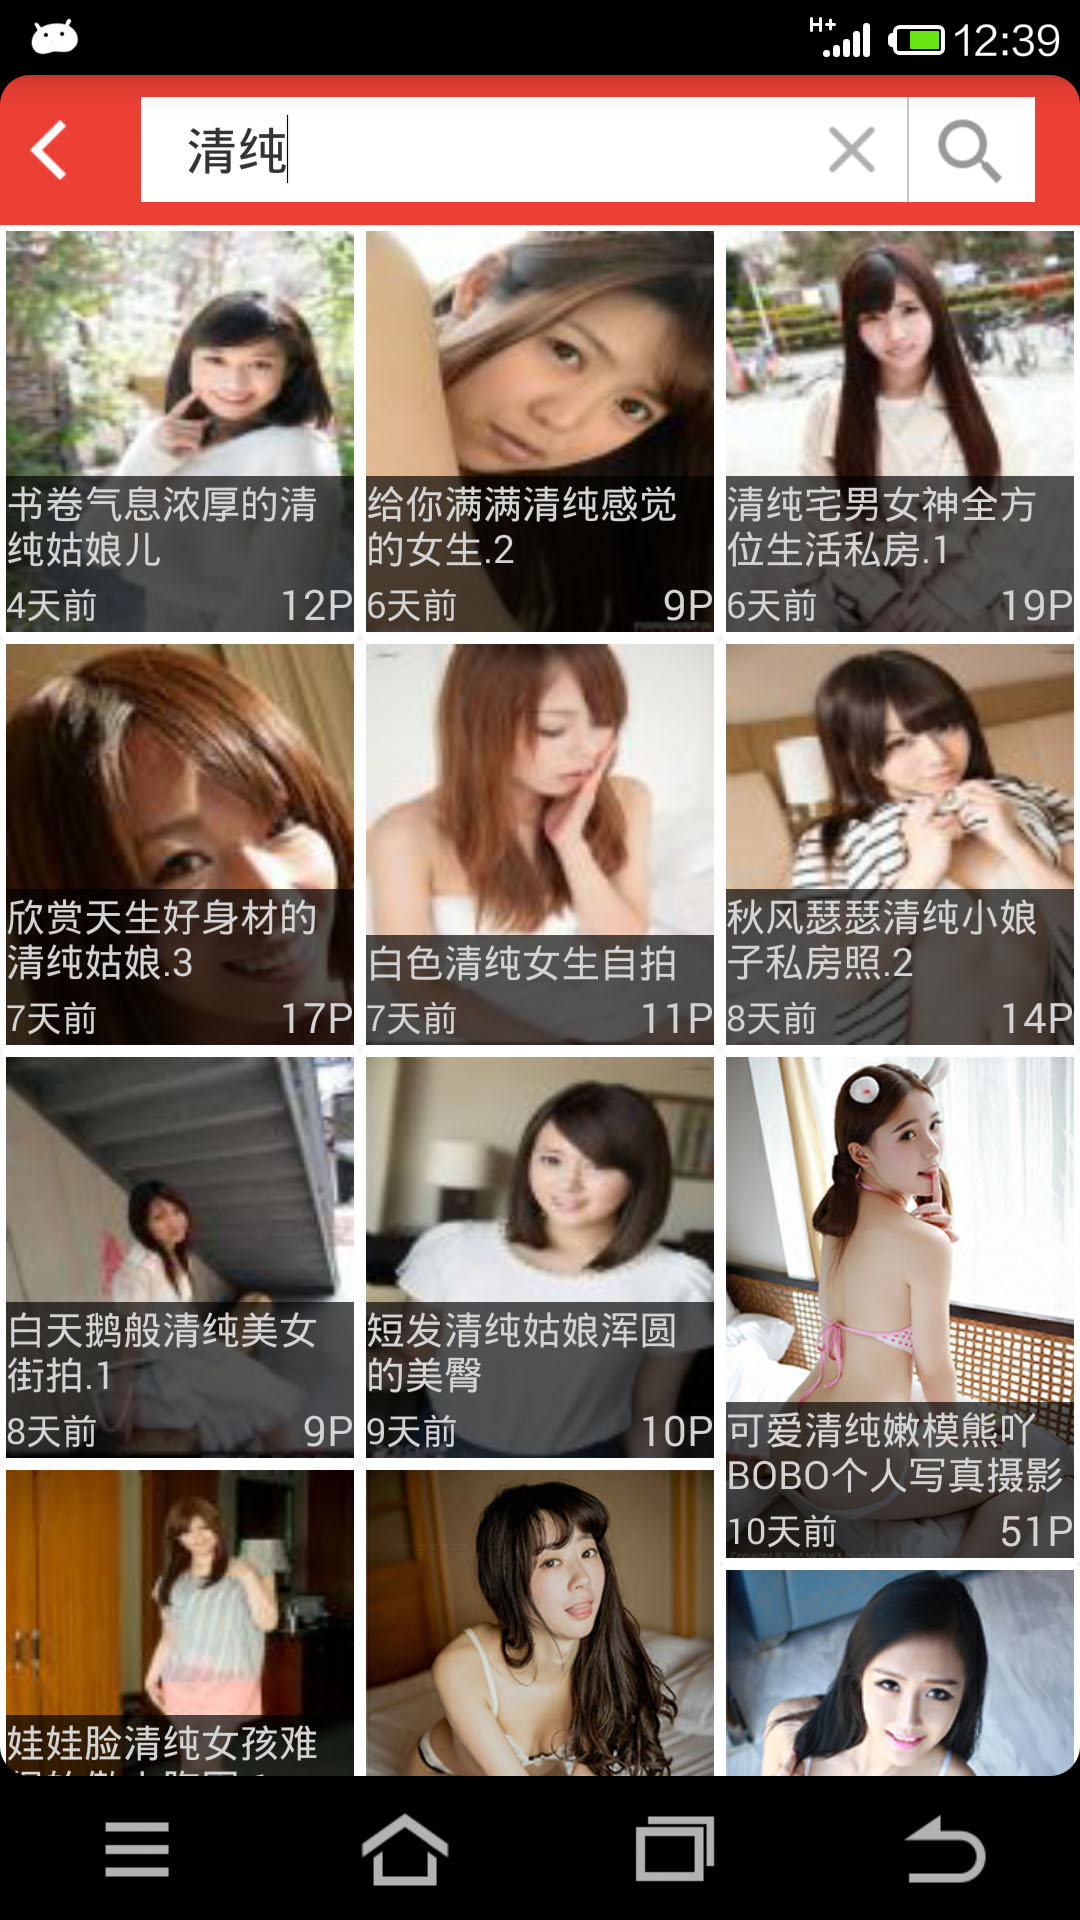 H+ 12:39
清纯
书卷气息浓厚的清
纯姑娘儿
4天前 12P
给你满满清纯感觉
的女生.2
6天前 9P
清纯宅男女神全方
位生活私房.1
6天前 19P
欣赏天生好身材的
清纯姑娘.3
7天前 17P
白色清纯女生自拍
7天前 11P
秋风瑟瑟清纯小娘
子私房照.2
8天前 14P
白天鹅般清纯美女
街拍.1
8天前 9P
短发清纯姑娘浑圆
的美臀
9天前 10P
可爱清纯嫩模熊吖
BOBO个人写真摄影
10天前 51P
娃娃脸清纯女孩难